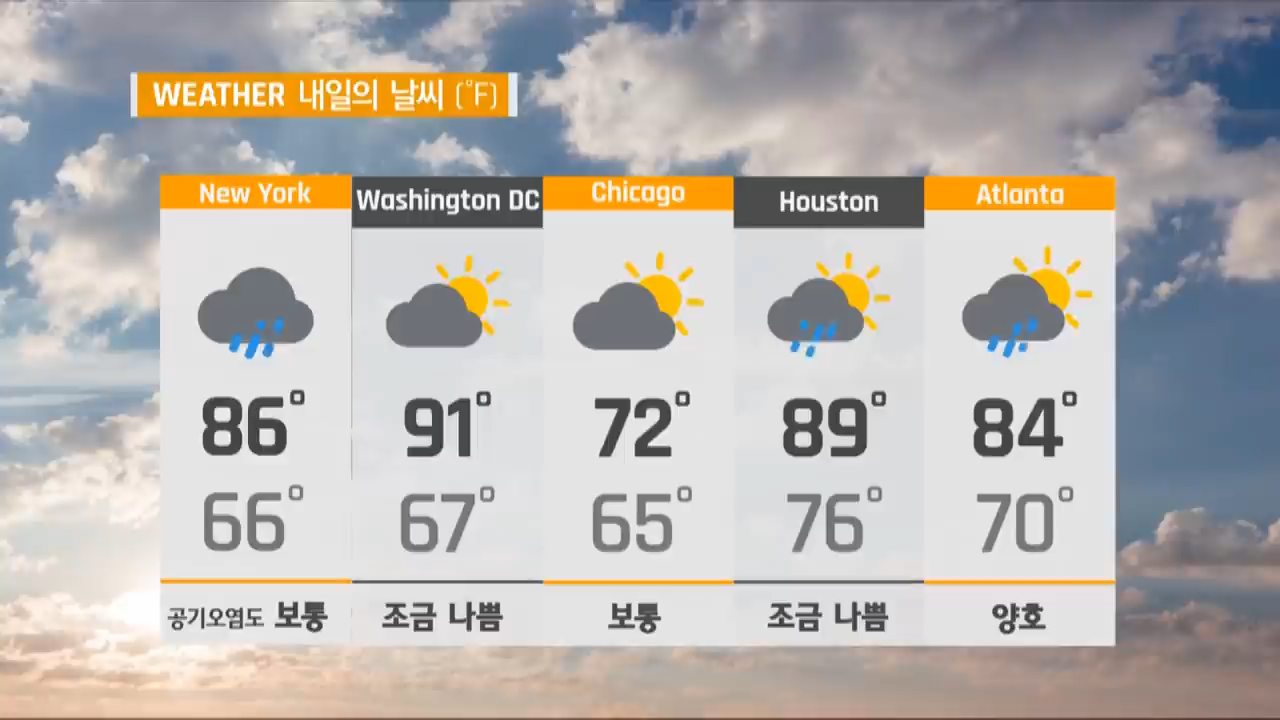 WEATHER 내일의 날씨 (°F)
New York
Washington DC
Chicago
Houston
Atlanta
86° 91° 72° 89° 84°
66° 67° 65° 76° 70°
공기오염도 보통
조금 나쁨
보통
조금 나쁨
양호